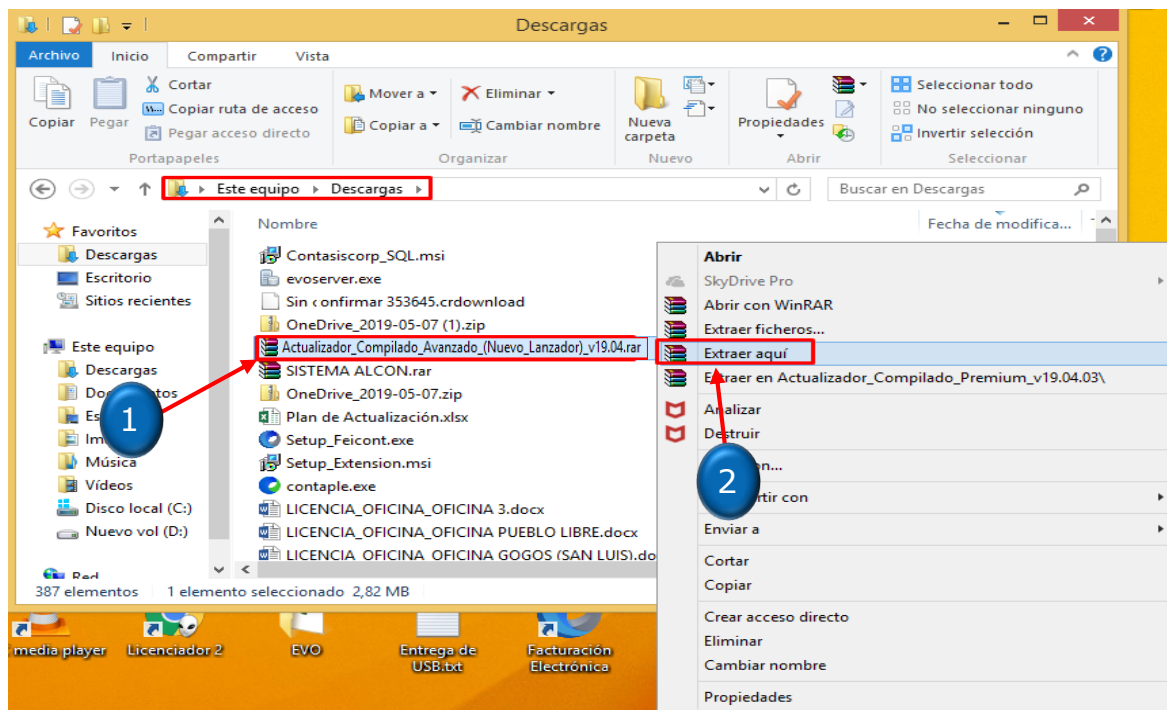 Descargas
Archivo Inicio Compartir Vista
Copiar
Pegar
Cortar
Copiar ruta de acceso
Pegar acceso directo
Portapapeles
Mover a
Copiar a
Eliminar
Cambiar nombre
Organizar
Nueva carpeta
Nuevo
Propiedades
Abrir
Seleccionar todo
No seleccionar ninguno
Invertir selección
Seleccionar
Este equipo Descargas
Buscar en Descargas
Favoritos
Descargas
Escritorio
Sitios recientes
Este equipo
Descargas
Música
Vídeos
Disco local (C:)
Nuevo vol (D:)
Red
Nombre
Fecha de modifica...
Contasiscorp_SQL.msi
evoserver.exe
Sin confirmar 353645.crdownload
OneDrive_2019-05-07 (1).zip
Actualizador_Compilado_Avanzado_(Nuevo_Lanzador)_v19.04.rar
SISTEMA ALCON.rar
OneDrive_2019-05-07.zip
Plan de Actualización.xlsx
Setup_Feicont.exe
Setup_Extension.msi
contaple.exe
LICENCIA_OFICINA_OFICINA 3.docx
LICENCIA_OFICINA_OFICINA PUEBLO LIBRE.docx
LICENCIA_OFICINA_OFICINA GOGOS (SAN LUIS).do
387 elementos 1 elemento seleccionado 2,82 MB
Abrir
SkyDrive Pro
Abrir con WinRAR
Extraer ficheros...
Extraer aquí
Extraer en Actualizador_Compilado_Premium_v19.04.03\
Analizar
Destruir
con
Enviar a
Cortar
Copiar
Crear acceso directo
Eliminar
Cambiar nombre
Propiedades
1
2
media player
Licenciador 2
EVO
Entrega de
USB.txt
Facturación
Electrónica